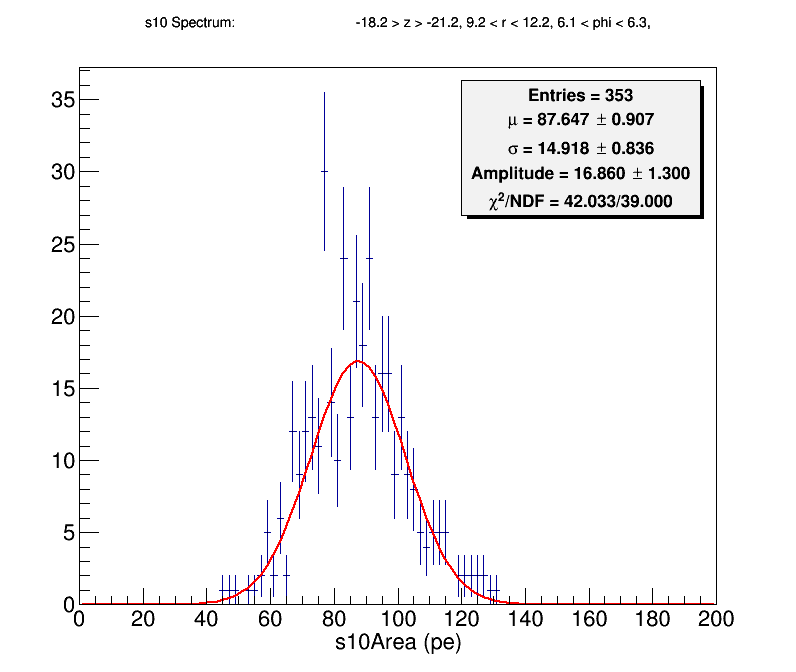 s10 Spectrum: -18.2 > z > -21.2, 9.2 < r < 12.2, 6.1 < phi < 6.3,
Entries = 353
μ = 87.647 ± 0.907
σ = 14.918 ± 0.836
Amplitude = 16.860 ± 1.300
χ²/NDF = 42.033/39.000
35
30
25
20
15
10
5
0
0 20 40 60 80 100 120 140 160 180 200
s10Area (pe)